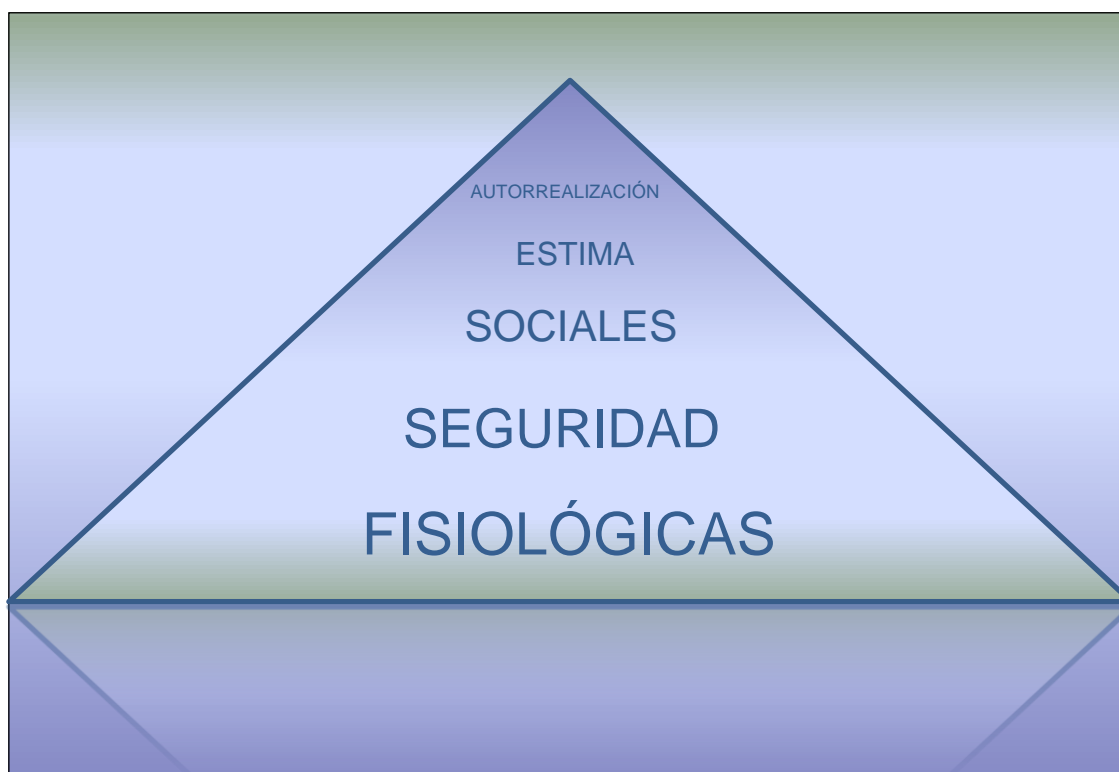 AUTORREALIZACIÓN
ESTIMA
SOCIALES
SEGURIDAD
FISIOLÓGICAS